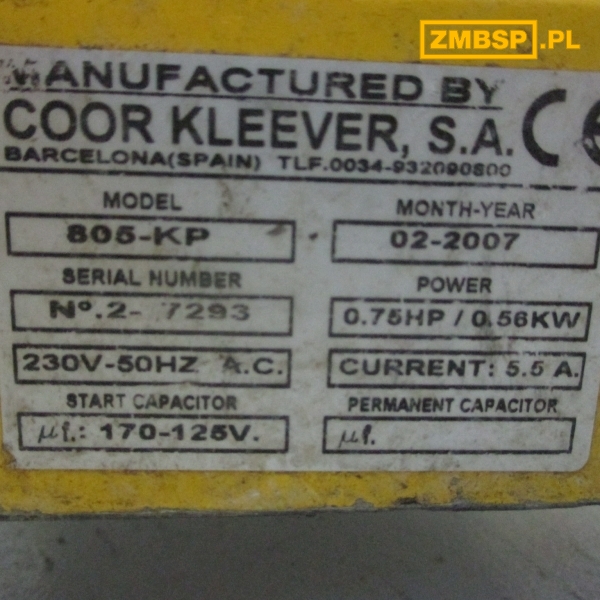 ZMBSP.PL
MANUFACTURED BY
COOR KLEEVER, S.A. CE
BARCELONA(SPAIN) TLF.0034-932090800
MODEL
805-KP
MONTH-YEAR
02-2007
SERIAL NUMBER
Nº.2- 7293
POWER
0.75HP / 0.56KW
230V-50HZ A.C.
CURRENT: 5.5 A.
START CAPACITOR
µf.: 170-125V.
PERMANENT CAPACITOR
µf.